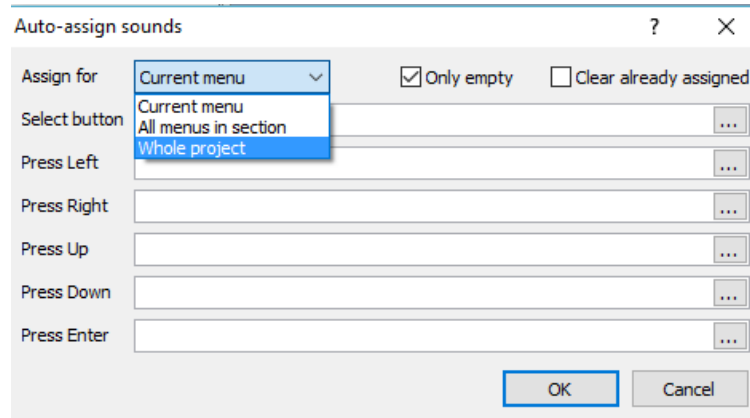 Auto-assign sounds ? ×
Assign for Current menu Only empty Clear already assigned
Current menu
All menus in section
Whole project
Select button ...
Press Left ...
Press Right ...
Press Up ...
Press Down ...
Press Enter ...
OK Cancel